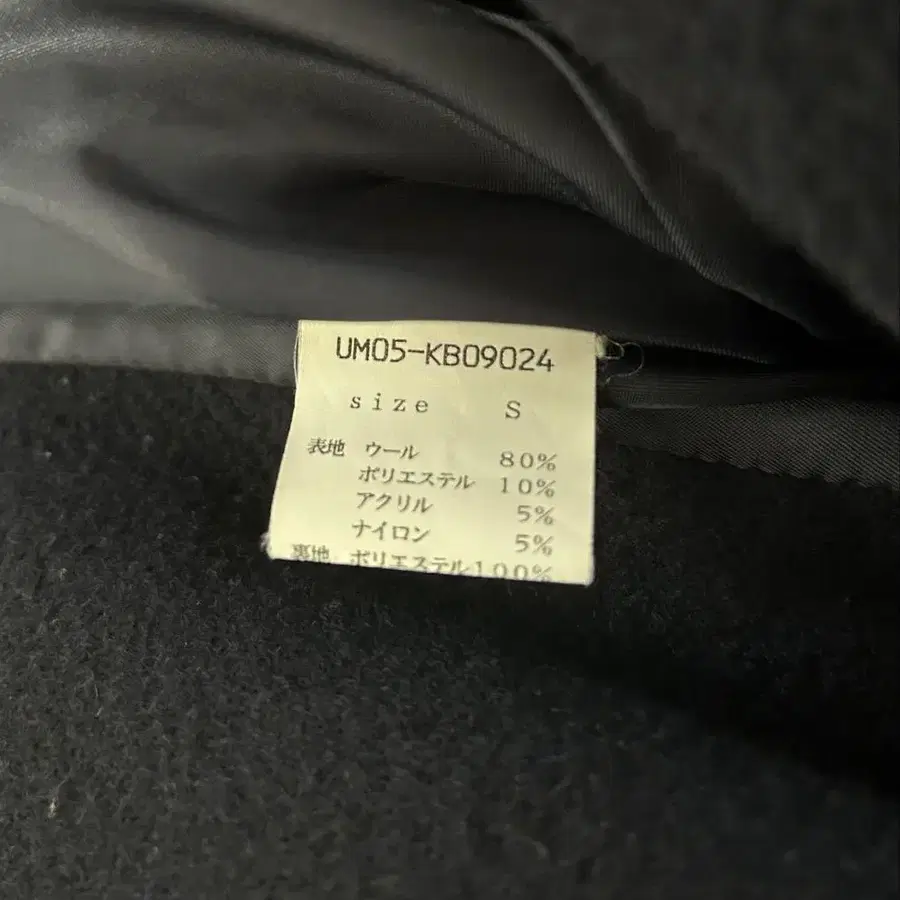 UM05-KB09024
size S
表地 ウール 80%
ポリエステル 10%
アクリル 5%
ナイロン 5%
裏地 ポリエステル100%